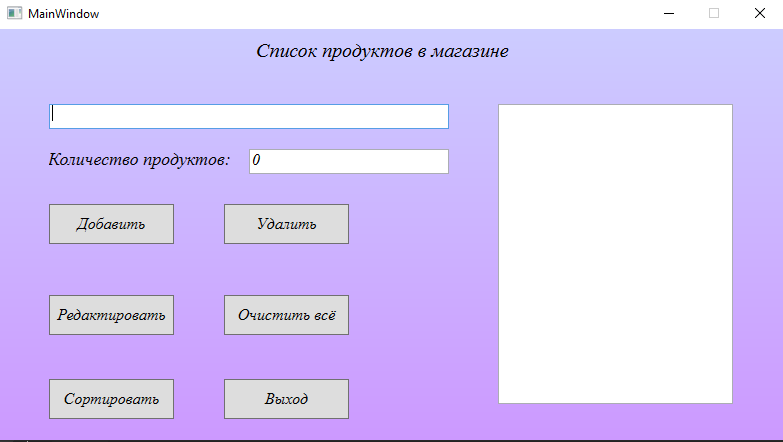 MainWindow
Список продуктов в магазине
Количество продуктов: 0
Добавить Удалить
Редактировать Очистить всё
Сортировать Выход